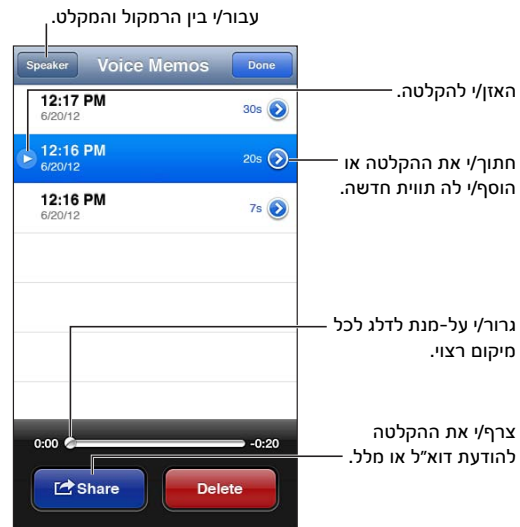 עבור/י בין הרמקול והמקלט.
Speaker Voice Memos Done
12:17 PM
6/20/12
30s
האזן/י להקלטה.
12:16 PM
6/20/12
20s
חתוך/י את ההקלטה או
הוסף/י לה תווית חדשה.
12:16 PM
6/20/12
7s
גרור/י על-מנת לדלג לכל
מיקום רצוי.
0:00 -0:20
צרף/י את ההקלטה
להודעת דוא״ל או מלל.
Share Delete